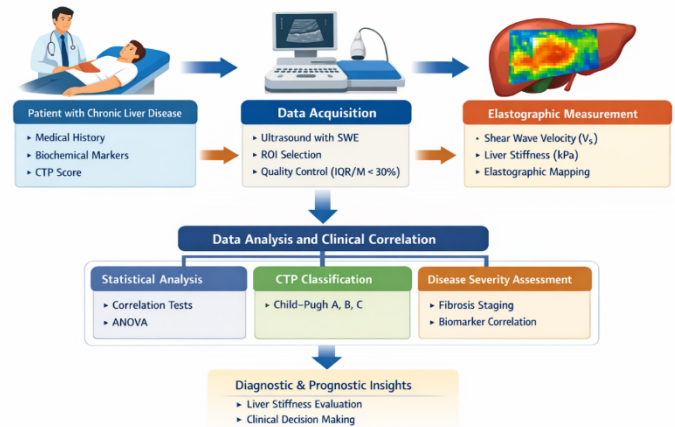 Patient with Chronic Liver Disease
▸ Medical History
▸ Biochemical Markers
▸ CTP Score
Data Acquisition
▸ Ultrasound with SWE
▸ ROI Selection
▸ Quality Control (IQR/M < 30%)
Elastographic Measurement
• Shear Wave Velocity (Vs)
▸ Liver Stiffness (kPa)
▸ Elastographic Mapping
Data Analysis and Clinical Correlation
Statistical Analysis
▸ Correlation Tests
▸ ANOVA
CTP Classification
▸ Child–Pugh A, B, C
Disease Severity Assessment
▸ Fibrosis Staging
▸ Biomarker Correlation
Diagnostic & Prognostic Insights
▸ Liver Stiffness Evaluation
▸ Clinical Decision Making